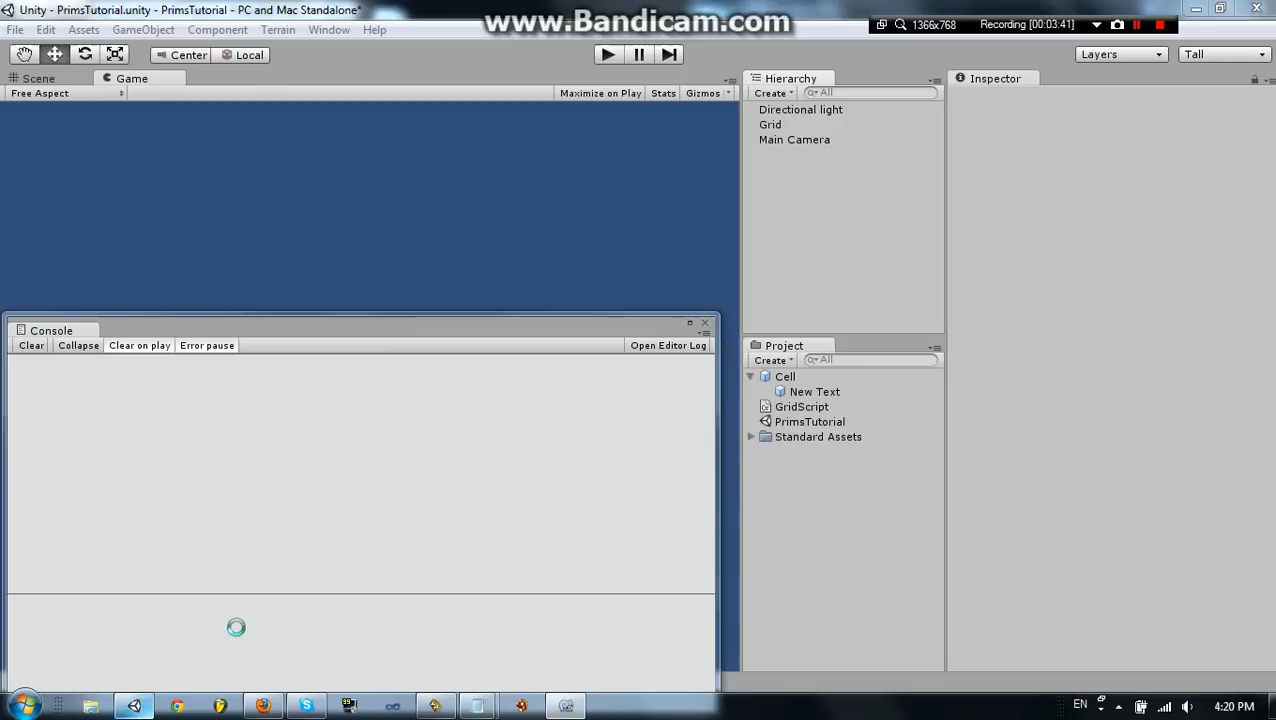 Unity - PrimsTutorial.unity - PrimsTutorial - PC and Mac Standalone*
www.Bandicam.com
1366x768
Recording [00:03:41]
File Edit Assets GameObject Component Terrain Window Help
Center Local
Layers
Tall
Scene Game
Free Aspect
Maximize on Play Stats Gizmos
Hierarchy
Create All
Directional light
Grid
Main Camera
Inspector
Console
Clear Collapse Clear on play Error pause Open Editor Log
Project
Create All
Cell
New Text
GridScript
PrimsTutorial
Standard Assets
99
EN
4:20 PM